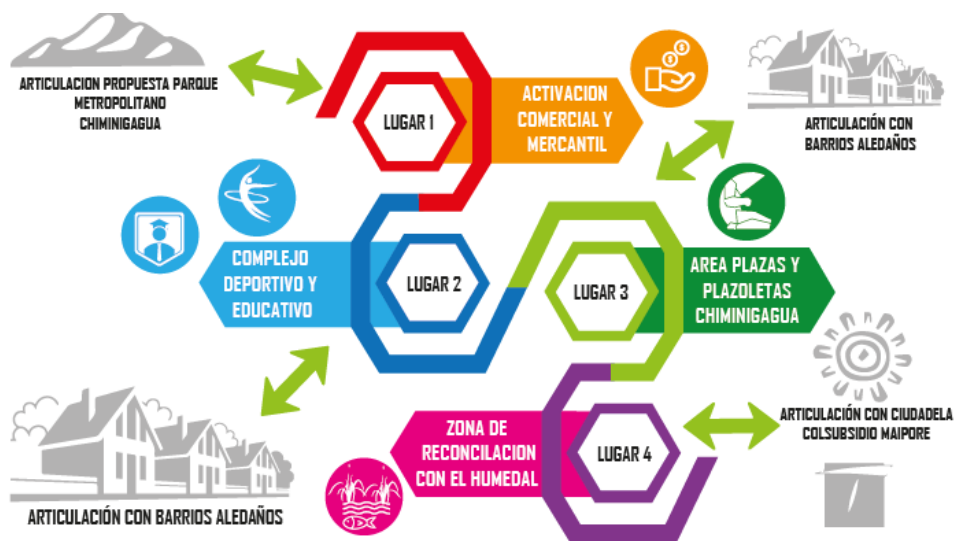 ARTICULACION PROPUESTA PARQUE
METROPOLITANO
CHIMINIGAGUA
LUGAR 1
ACTIVACION
COMERCIAL Y
MERCANTIL
ARTICULACIÓN CON
BARRIOS ALEDAÑOS
COMPLEJO
DEPORTIVO Y
EDUCATIVO
LUGAR 2
LUGAR 3
AREA PLAZAS Y
PLAZOLETAS
CHIMINIGAGUA
ARTICULACIÓN CON BARRIOS ALEDAÑOS
ZONA DE
RECONCILACION
CON EL HUMEDAL
LUGAR 4
ARTICULACIÓN CON CIUDADELA
COLSUBSIDIO MAIPORE